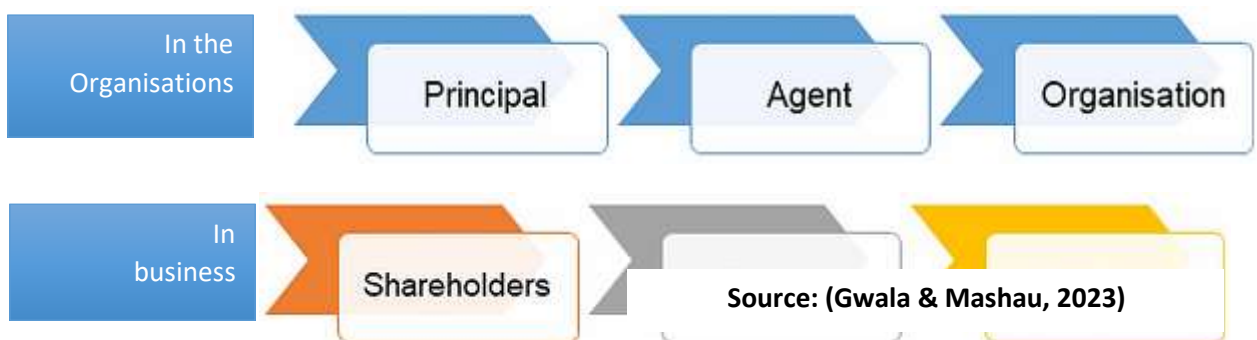 In the
Organisations
Principal
Agent
Organisation
In
business
Shareholders
Source: (Gwala & Mashau, 2023)